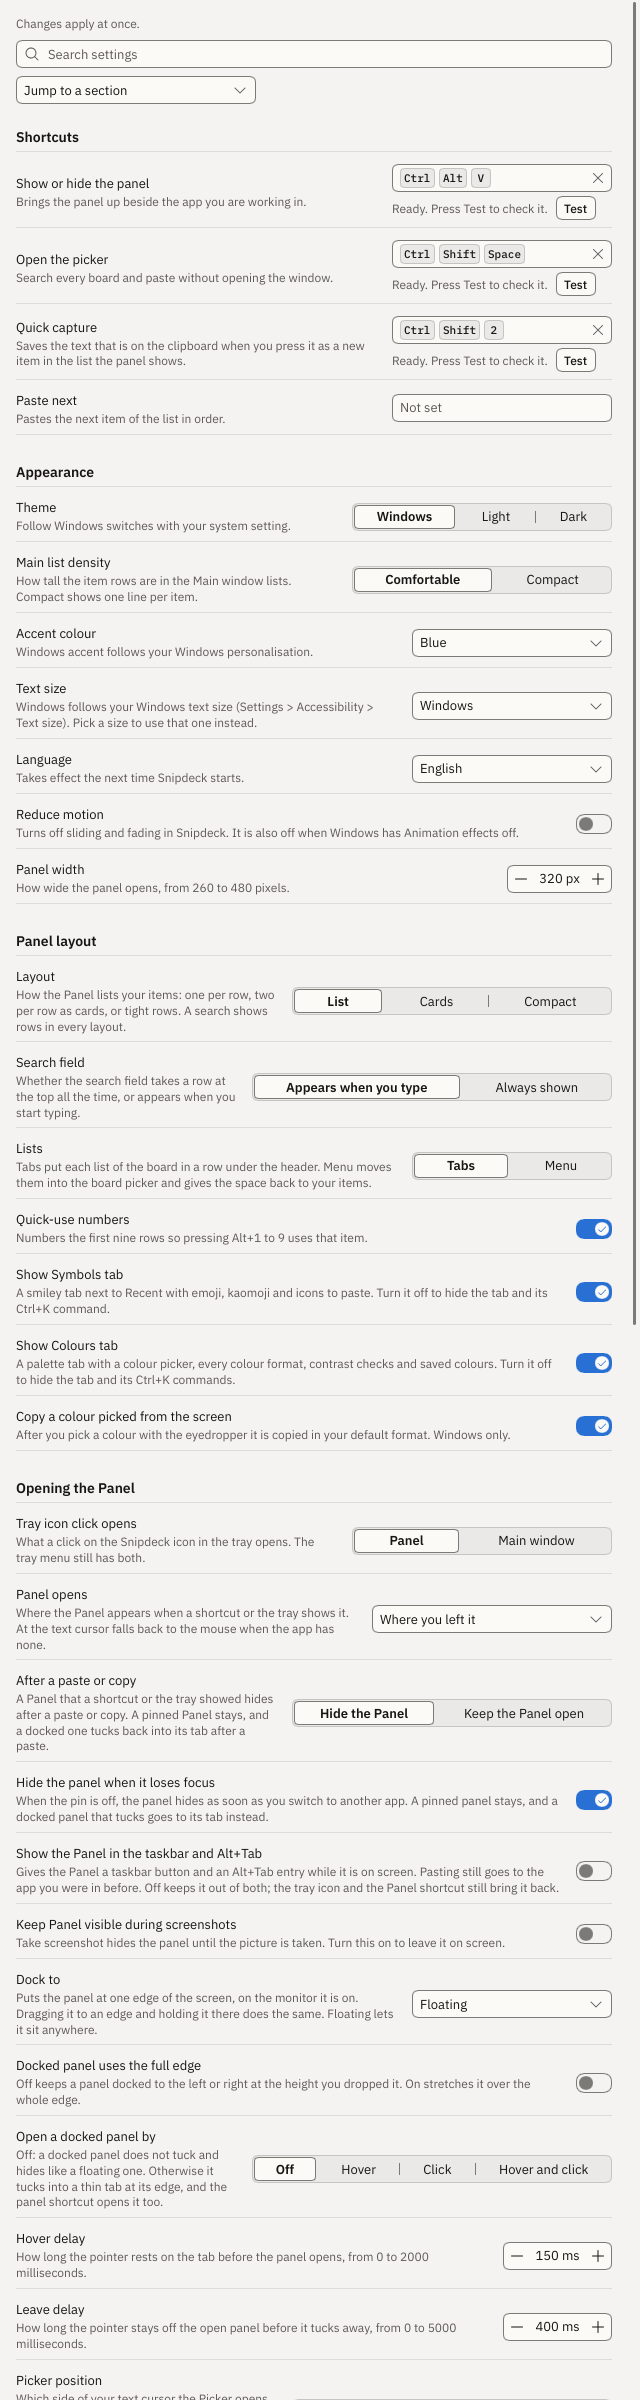 Changes apply at once.
Search settings
Jump to a section
Shortcuts
Show or hide the panel
Brings the panel up beside the app you are working in.
Ctrl Alt V
Ready. Press Test to check it. Test
Open the picker
Search every board and paste without opening the window.
Ctrl Shift Space
Ready. Press Test to check it. Test
Quick capture
Saves the text that is on the clipboard when you press it as a new
item in the list the panel shows.
Ctrl Shift 2
Ready. Press Test to check it. Test
Paste next
Pastes the next item of the list in order.
Not set
Appearance
Theme
Follow Windows switches with your system setting.
Windows Light Dark
Main list density
How tall the item rows are in the Main window lists.
Compact shows one line per item.
Comfortable Compact
Accent colour
Windows accent follows your Windows personalisation.
Blue
Text size
Windows follows your Windows text size (Settings > Accessibility >
Text size). Pick a size to use that one instead.
Windows
Language
Takes effect the next time Snipdeck starts.
English
Reduce motion
Turns off sliding and fading in Snipdeck. It is also off when Windows has Animation effects off.
Panel width
How wide the panel opens, from 260 to 480 pixels.
320 px
Panel layout
Layout
How the Panel lists your items: one per row, two
per row as cards, or tight rows. A search shows
rows in every layout.
List Cards Compact
Search field
Whether the search field takes a row at
the top all the time, or appears when you
start typing.
Appears when you type Always shown
Lists
Tabs put each list of the board in a row under the header. Menu moves
them into the board picker and gives the space back to your items.
Tabs Menu
Quick-use numbers
Numbers the first nine rows so pressing Alt+1 to 9 uses that item.
Show Symbols tab
A smiley tab next to Recent with emoji, kaomoji and icons to paste. Turn it off to hide the tab and its
Ctrl+K command.
Show Colours tab
A palette tab with a colour picker, every colour format, contrast checks and saved colours. Turn it off
to hide the tab and its Ctrl+K commands.
Copy a colour picked from the screen
After you pick a colour with the eyedropper it is copied in your default format. Windows only.
Opening the Panel
Tray icon click opens
What a click on the Snipdeck icon in the tray opens. The
tray menu still has both.
Panel Main window
Panel opens
Where the Panel appears when a shortcut or the tray shows it.
At the text cursor falls back to the mouse when the app has
none.
Where you left it
After a paste or copy
A Panel that a shortcut or the tray showed hides
after a paste or copy. A pinned Panel stays, and
a docked one tucks back into its tab after a
paste.
Hide the Panel Keep the Panel open
Hide the panel when it loses focus
When the pin is off, the panel hides as soon as you switch to another app. A pinned panel stays, and a
docked panel that tucks goes to its tab instead.
Show the Panel in the taskbar and Alt+Tab
Gives the Panel a taskbar button and an Alt+Tab entry while it is on screen. Pasting still goes to the
app you were in before. Off keeps it out of both; the tray icon and the Panel shortcut still bring it back.
Keep Panel visible during screenshots
Take screenshot hides the panel until the picture is taken. Turn this on to leave it on screen.
Dock to
Puts the panel at one edge of the screen, on the monitor it is on.
Dragging it to an edge and holding it there does the same. Floating lets
it sit anywhere.
Floating
Docked panel uses the full edge
Off keeps a panel docked to the left or right at the height you dropped it. On stretches it over the
whole edge.
Open a docked panel by
Off: a docked panel does not tuck and
hides like a floating one. Otherwise it
tucks into a thin tab at its edge, and the
panel shortcut opens it too.
Off Hover Click Hover and click
Hover delay
How long the pointer rests on the tab before the panel opens, from 0 to 2000
milliseconds.
150 ms
Leave delay
How long the pointer stays off the open panel before it tucks away, from 0 to 5000
milliseconds.
400 ms
Picker position
Which side of your text cursor the Picker opens